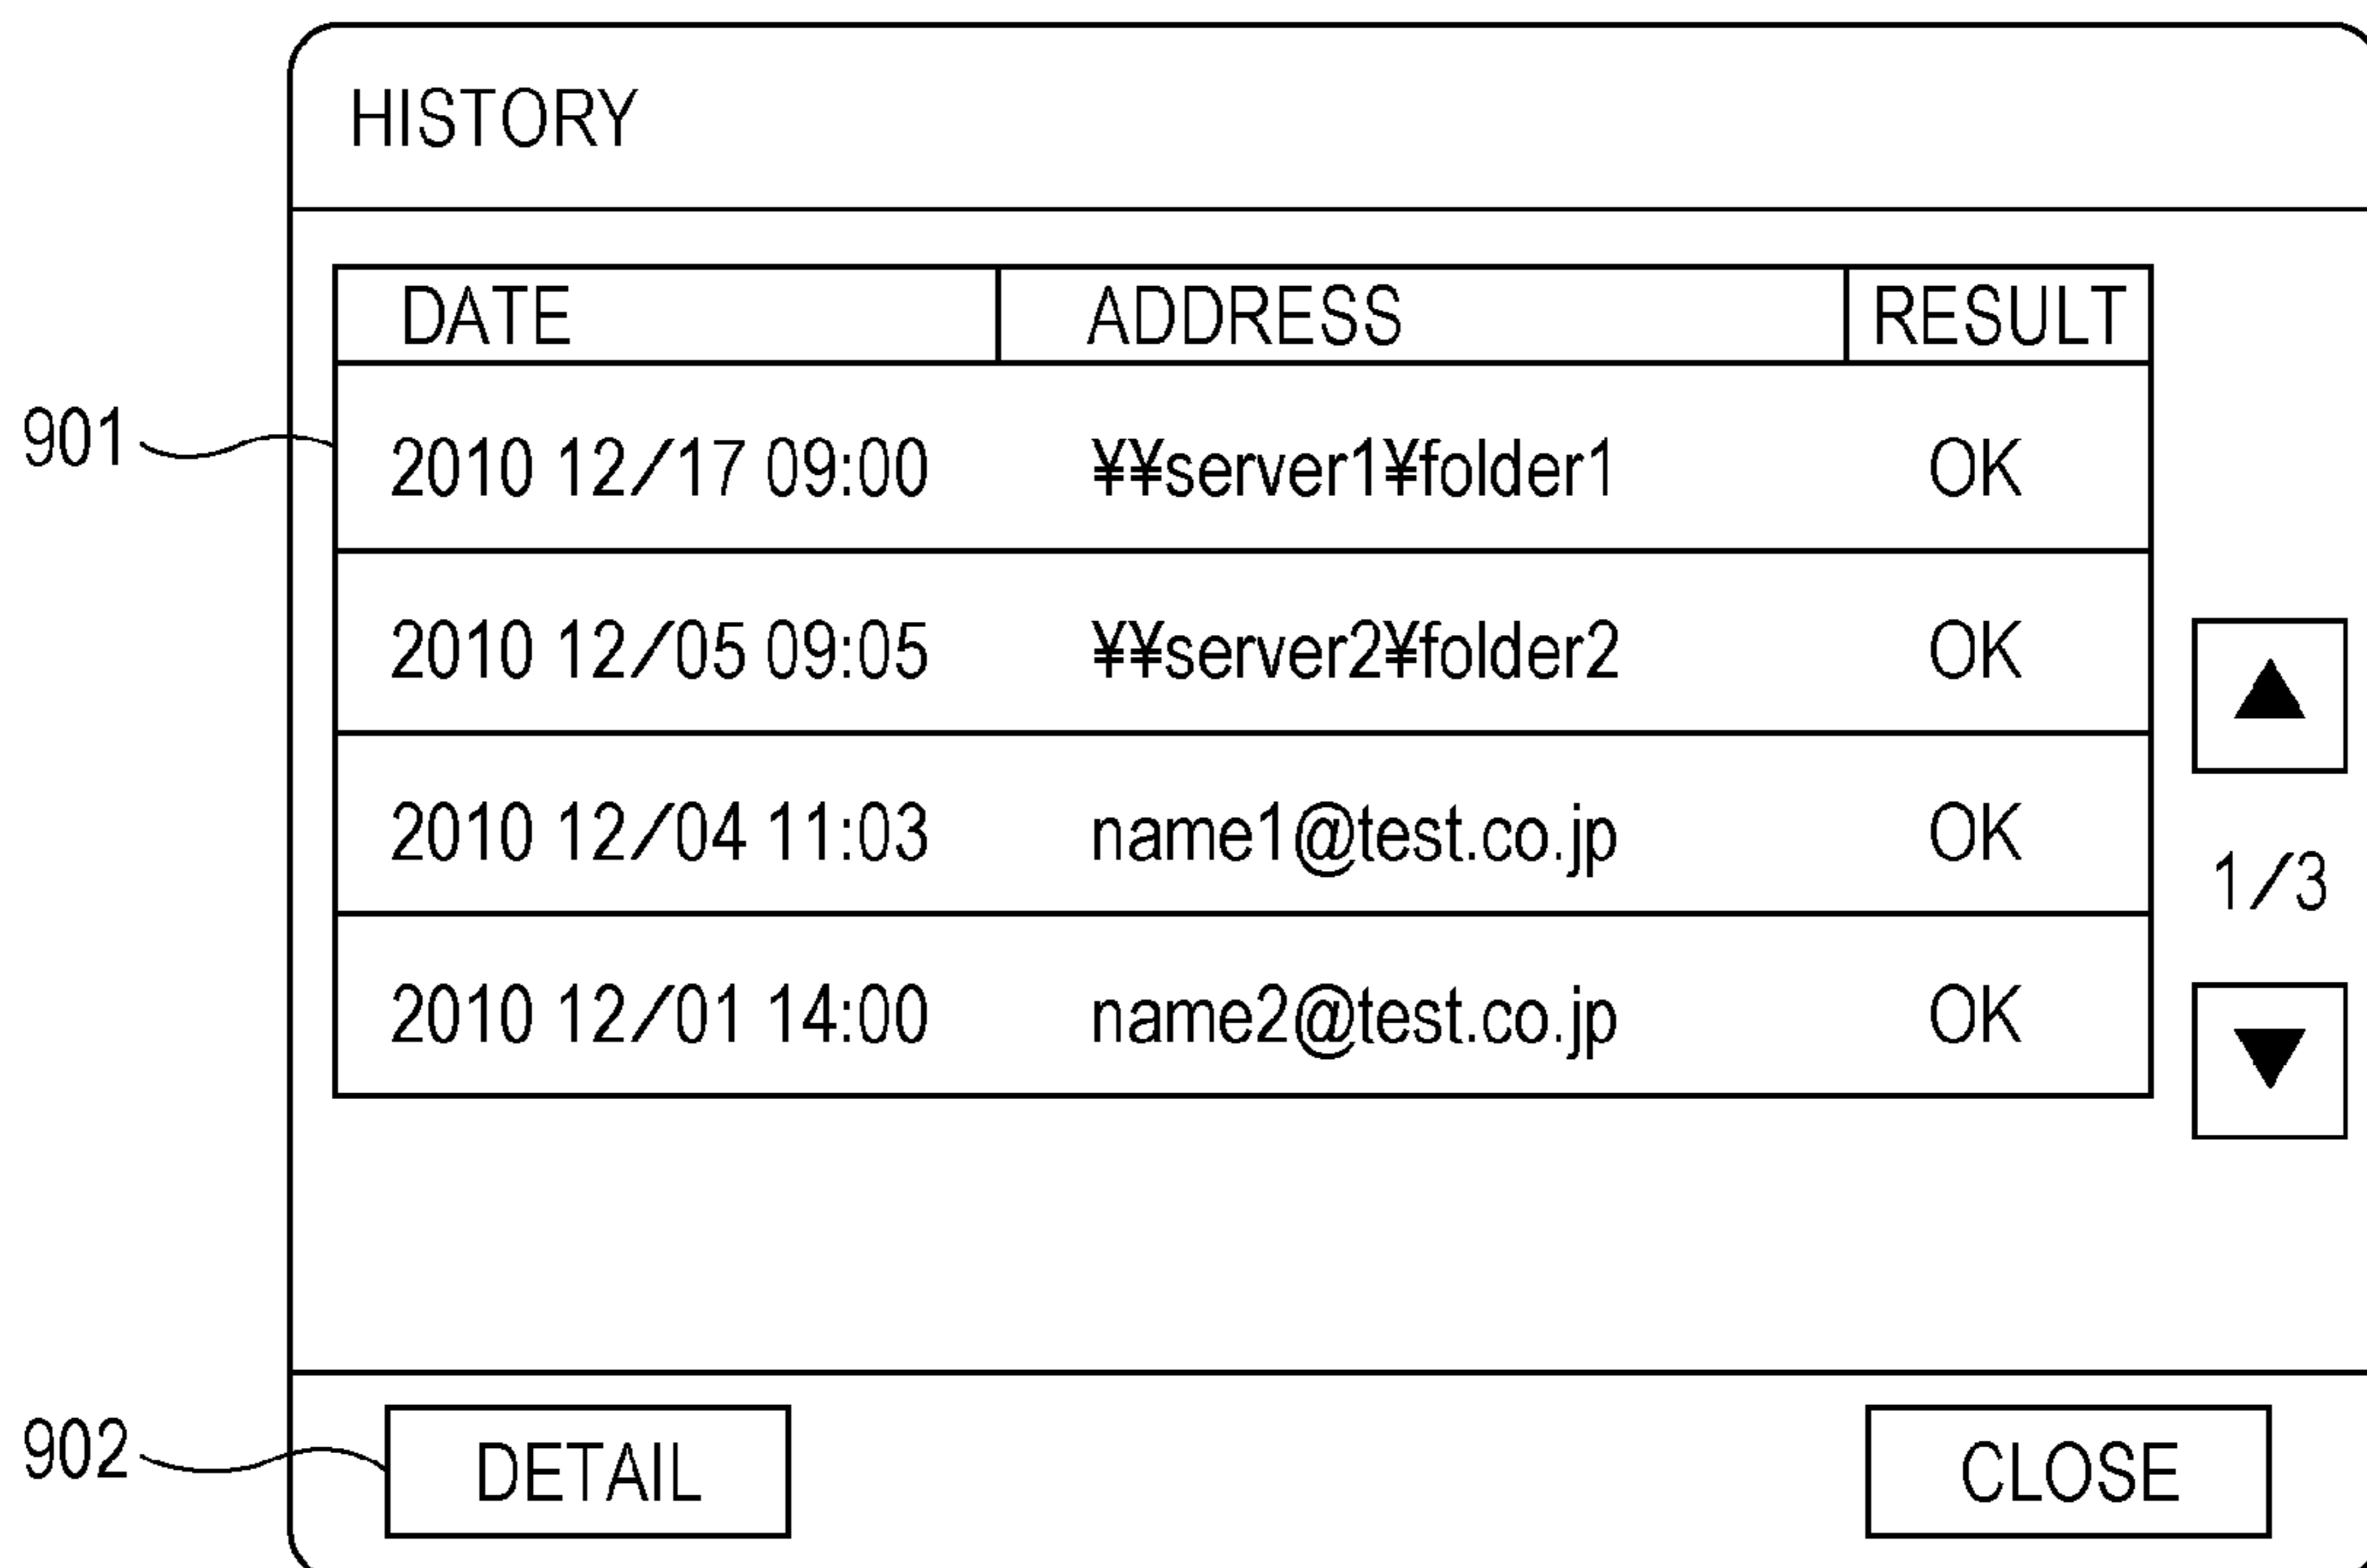 HISTORY
DATE ADDRESS RESULT
901
2010 12/17 09:00 ¥¥server1¥folder1 OK
2010 12/05 09:05 ¥¥server2¥folder2 OK
▲
2010 12/04 11:03 name1@test.co.jp OK
1/3
2010 12/01 14:00 name2@test.co.jp OK
▼
902
DETAIL CLOSE